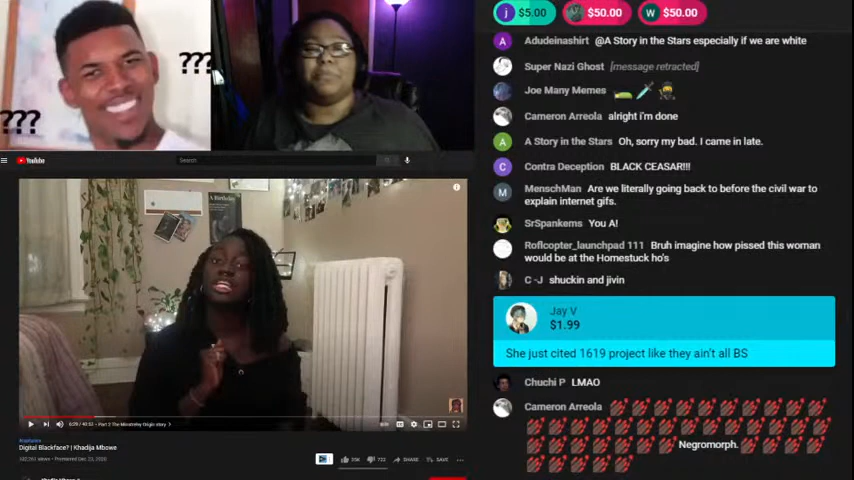 ???
???
YouTube
Search
Digital Blackface? | Khadija Mbowe
SHARE
SAVE
j $5.00
$50.00
W $50.00
Adudeinashirt @A Story in the Stars especially if we are white
Super Nazi Ghost [message retracted]
Joe Many Memes
Cameron Arreola alright i'm done
A Story in the Stars Oh, sorry my bad. I came in late.
Contra Deception BLACK CEASAR!!!
MenschMan Are we literally going back to before the civil war to
explain internet gifs.
SrSpankems You A!
Roflcopter_launchpad 111 Bruh imagine how pissed this woman
would be at the Homestuck ho's
C -J shuckin and jivin
Jay V
$1.99
She just cited 1619 project like they ain't all BS
Chuchi P LMAO
Cameron Arreola
Negromorph.